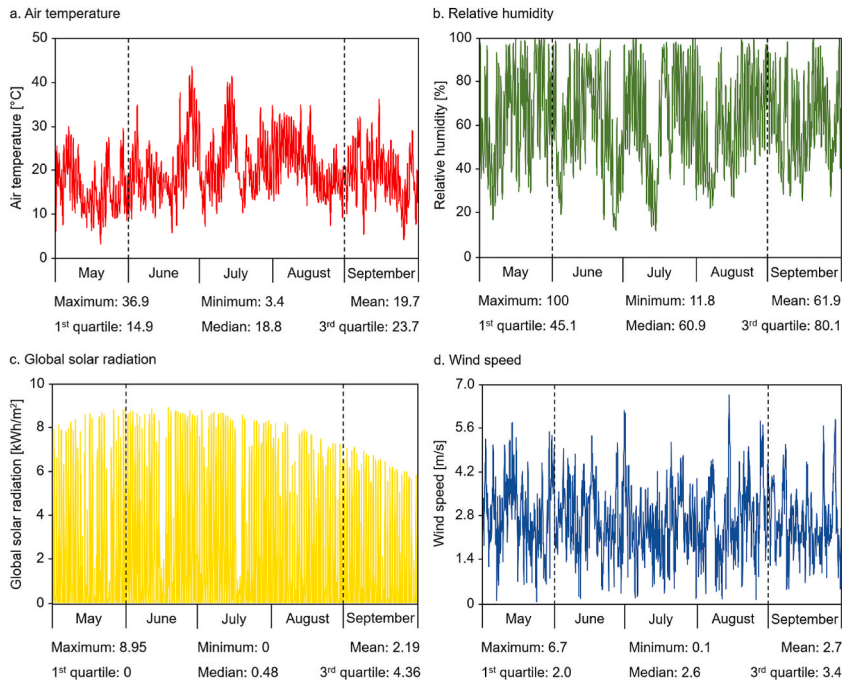 a. Air temperature
Air temperature [°C]
50
40
30
20
10
0
May June July August September
Maximum: 36.9 Minimum: 3.4 Mean: 19.7
1st quartile: 14.9 Median: 18.8 3rd quartile: 23.7
b. Relative humidity
Relative humidity [%]
100
80
60
40
20
0
May June July August September
Maximum: 100 Minimum: 11.8 Mean: 61.9
1st quartile: 45.1 Median: 60.9 3rd quartile: 80.1
c. Global solar radiation
Global solar radiation [kWh/m²]
10
8
6
4
2
0
May June July August September
Maximum: 8.95 Minimum: 0 Mean: 2.19
1st quartile: 0 Median: 0.48 3rd quartile: 4.36
d. Wind speed
Wind speed [m/s]
7.0
5.6
4.2
2.8
1.4
0
May June July August September
Maximum: 6.7 Minimum: 0.1 Mean: 2.7
1st quartile: 2.0 Median: 2.6 3rd quartile: 3.4